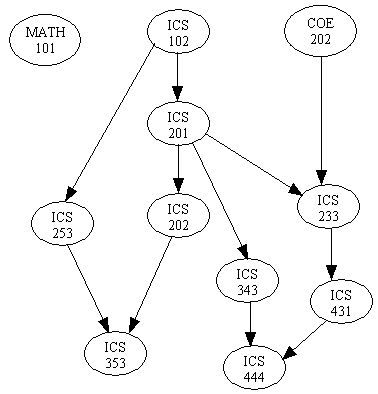 MATH
101
ICS
102
COE
202
ICS
201
ICS
253
ICS
202
ICS
233
ICS
343
ICS
431
ICS
353
ICS
444